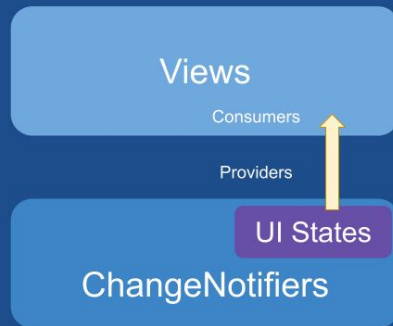 Views
Consumers
Providers
UI States
ChangeNotifiers